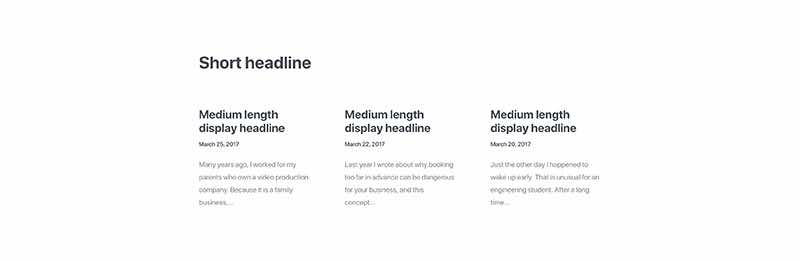 Short headline
Medium length
display headline
March 25, 2017
Many years ago, I worked for my
parents who own a video production
company. Because it is a family
business,...
Medium length
display headline
March 22, 2017
Last year I wrote about why booking
too far in advance can be dangerous
for your business, and this
concept...
Medium length
display headline
March 20, 2017
Just the other day I happened to
wake up early. That is unusual for an
engineering student. After a long
time...